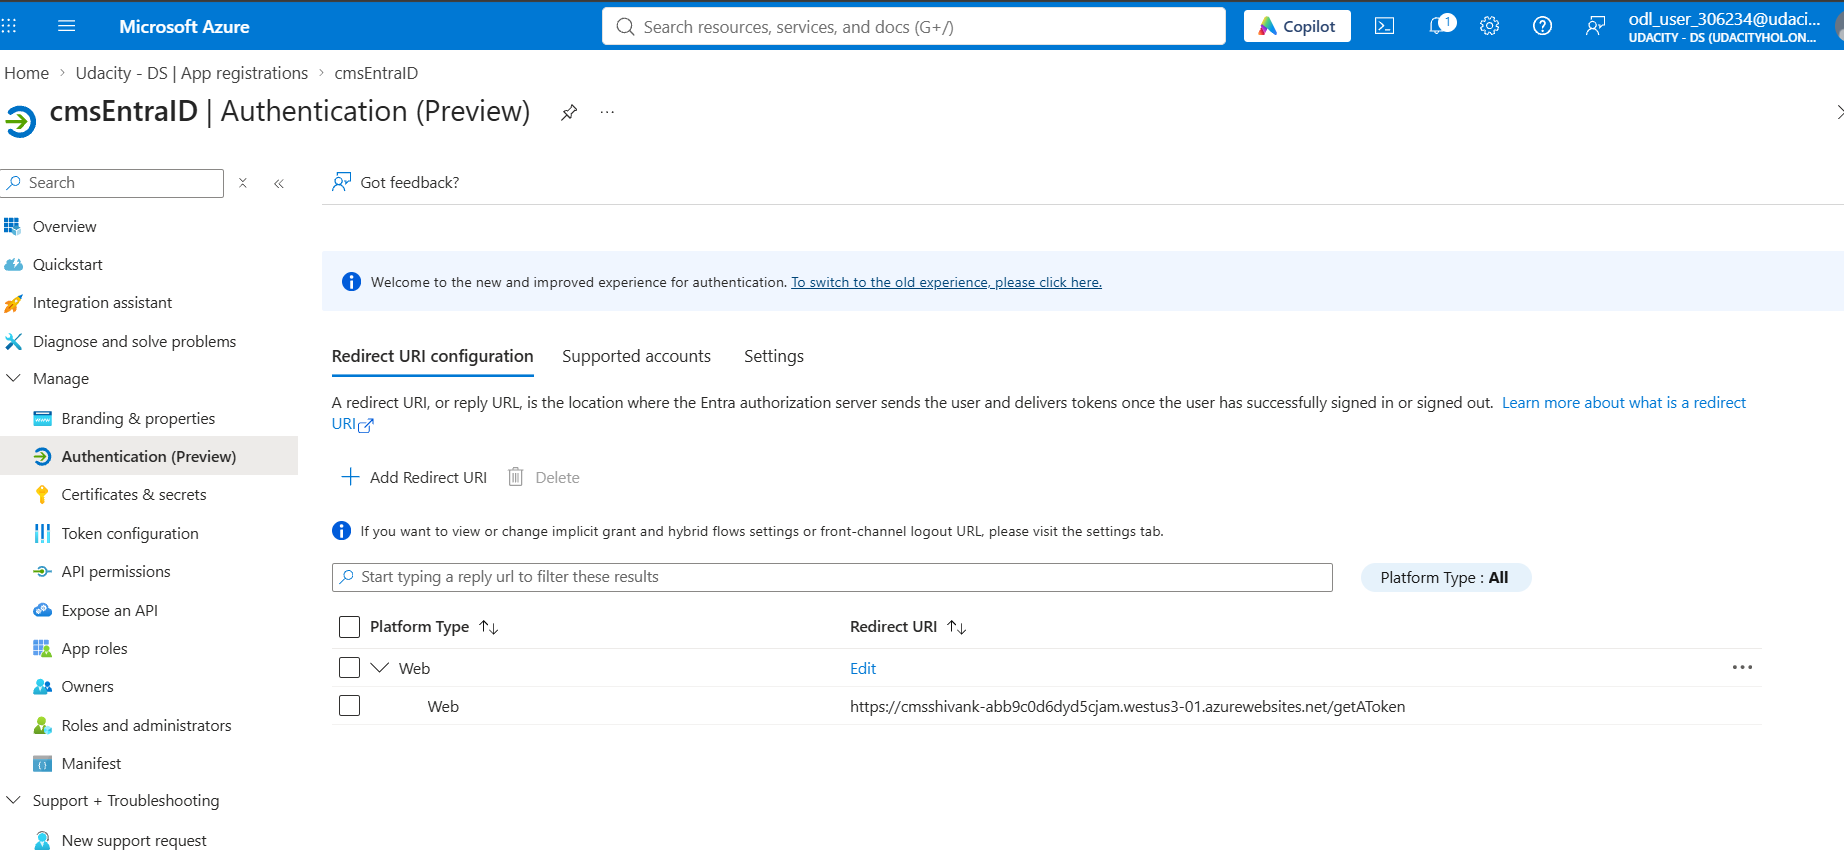 Microsoft Azure
Search resources, services, and docs (G+/)
Copilot
1
odl_user_306234@udaci...
UDACITY - DS (UDACITYHOL.ON...
Home > Udacity - DS | App registrations > cmsEntraID
cmsEntraID | Authentication (Preview)
Search
Got feedback?
Overview
Quickstart
Integration assistant
Diagnose and solve problems
Manage
Branding & properties
Authentication (Preview)
Certificates & secrets
Token configuration
API permissions
Expose an API
App roles
Owners
Roles and administrators
Manifest
Support + Troubleshooting
New support request
Welcome to the new and improved experience for authentication. To switch to the old experience, please click here.
Redirect URI configuration Supported accounts Settings
A redirect URI, or reply URL, is the location where the Entra authorization server sends the user and delivers tokens once the user has successfully signed in or signed out. Learn more about what is a redirect
URI
Add Redirect URI Delete
If you want to view or change implicit grant and hybrid flows settings or front-channel logout URL, please visit the settings tab.
Start typing a reply url to filter these results
Platform Type : All
Platform Type Redirect URI
Web Edit
Web https://cmsshivank-abb9c0d6dyd5cjam.westus3-01.azurewebsites.net/getAToken